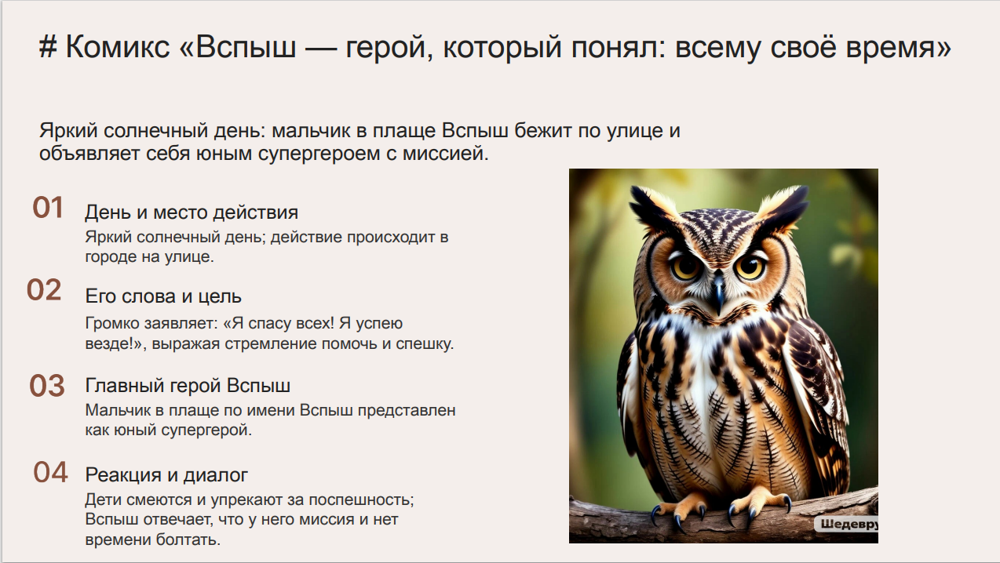 # Комикс «Вспыш — герой, который понял: всему своё время»
Яркий солнечный день: мальчик в плаще Вспыш бежит по улице и
объявляет себя юным супергероем с миссией.
01
День и место действия
Яркий солнечный день; действие происходит в
городе на улице.
02
Его слова и цель
Громко заявляет: «Я спасу всех! Я успею
везде!», выражая стремление помочь и спешку.
03
Главный герой Вспыш
Мальчик в плаще по имени Вспыш представлен
как юный супергерой.
04
Реакция и диалог
Дети смеются и упрекают за поспешность;
Вспыш отвечает, что у него миссия и нет
времени болтать.
Шедевру